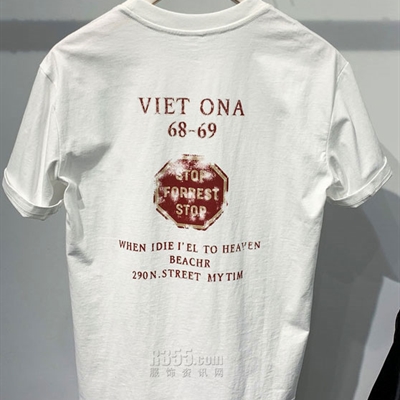 VIET ONA
68-69
STOP
FORREST
STOP
WHEN IDIE I'EL TO HEAVEN
BEACHR
290N.STREET MYTIM
RB55.com
服饰资讯网